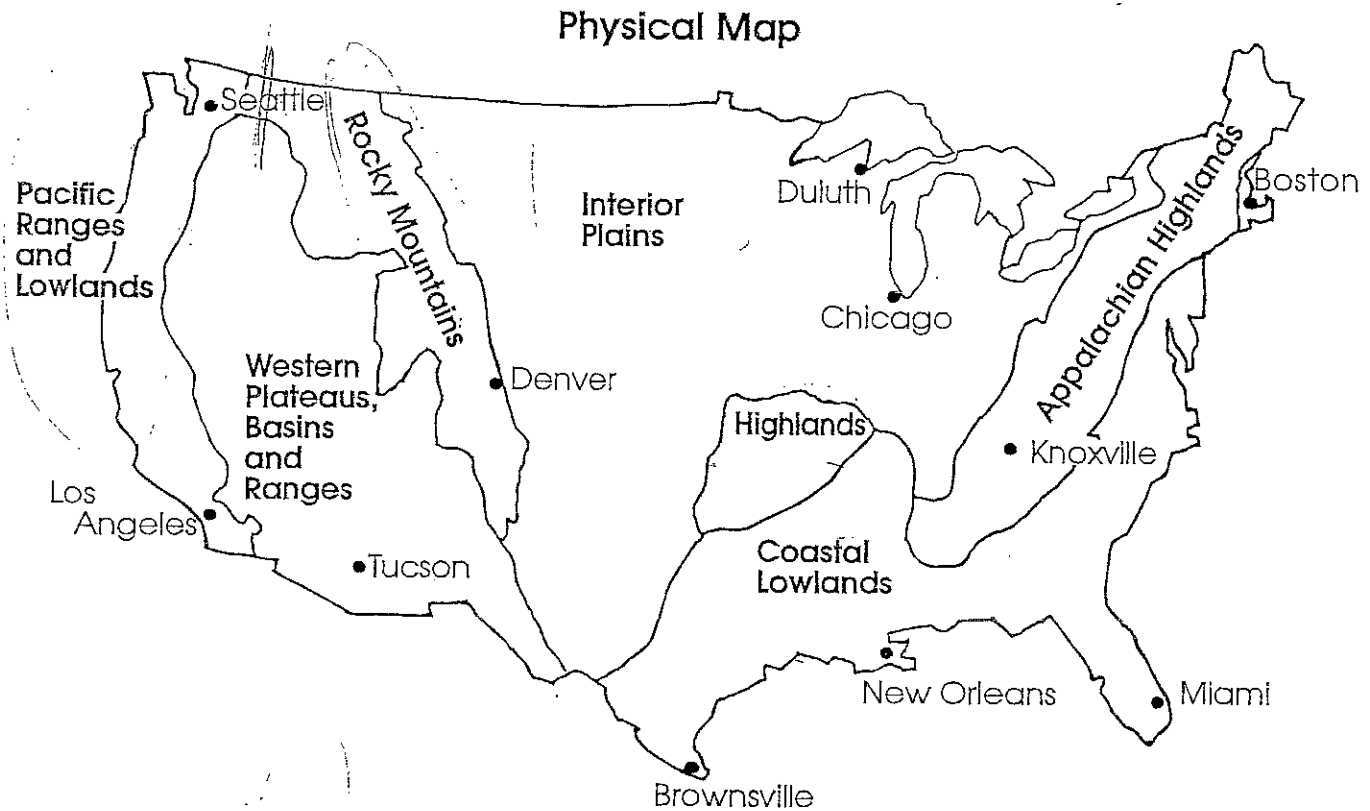 Physical Map
Seattle
Rocky Mountains
Pacific
Ranges
and
Lowlands
Interior
Plains
Duluth
Boston
Appalachian Highlands
Chicago
Western
Plateaus,
Basins
and
Ranges
Denver
Highlands
Knoxville
Los
Angeles
Tucson
Coastal
Lowlands
New Orleans
Miami
Brownsville